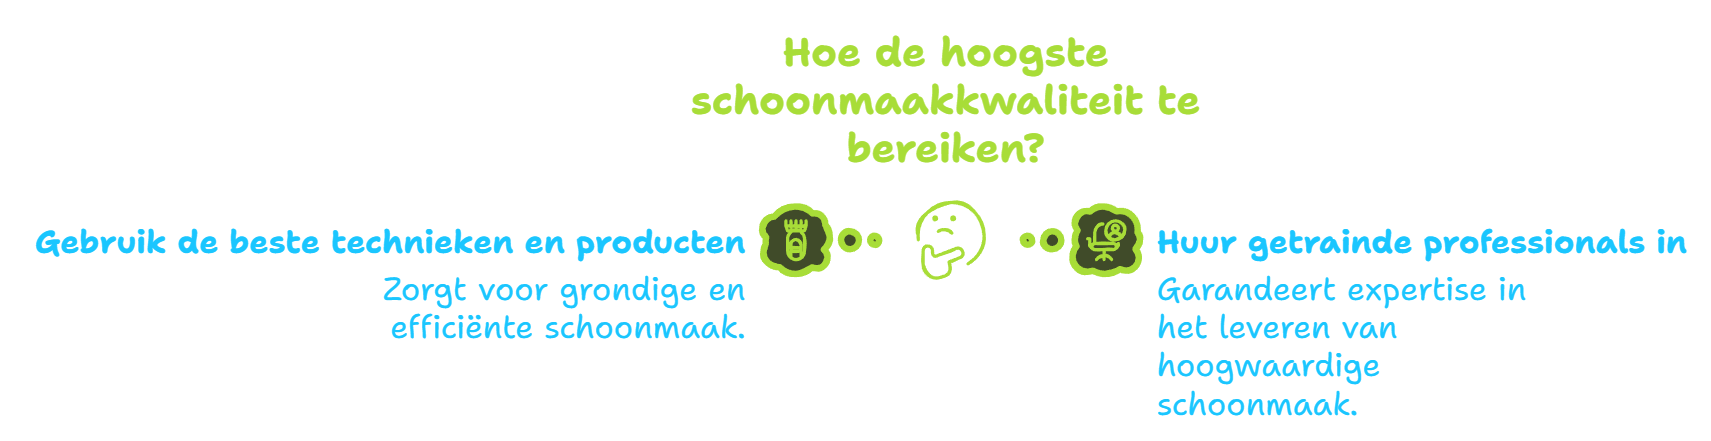 Hoe de hoogste
schoonmaakkwaliteit te
bereiken?
Gebruik de beste technieken en producten
Zorgt voor grondige en
efficiënte schoonmaak.
Huur getrainde professionals in
Garandeert expertise in
het leveren van
hoogwaardige
schoonmaak.